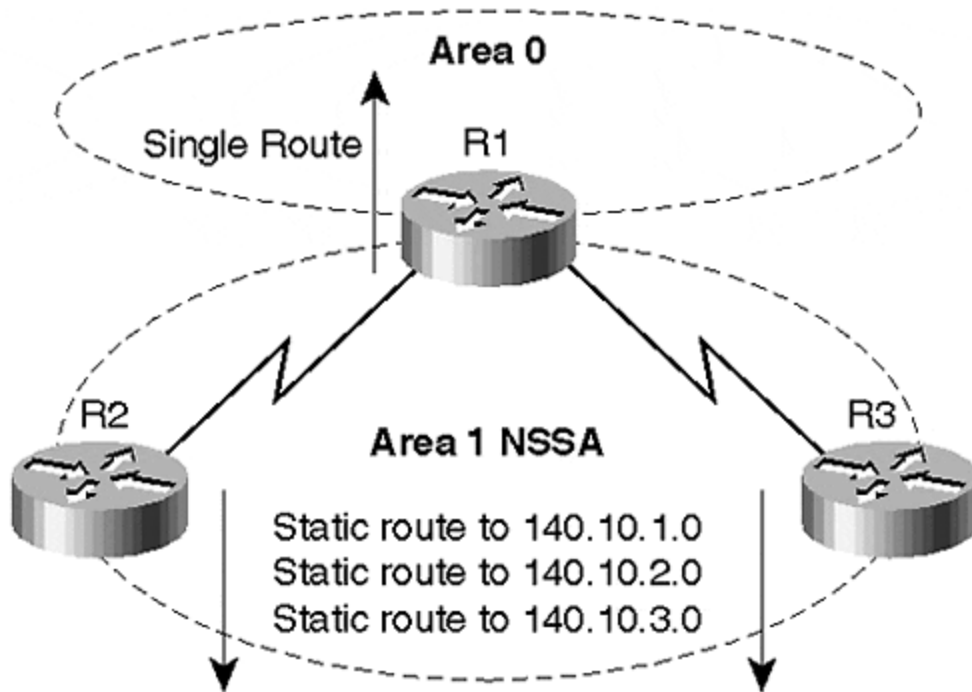 Area 0
Single Route
R1
R2
R3
Area 1 NSSA
Static route to 140.10.1.0
Static route to 140.10.2.0
Static route to 140.10.3.0